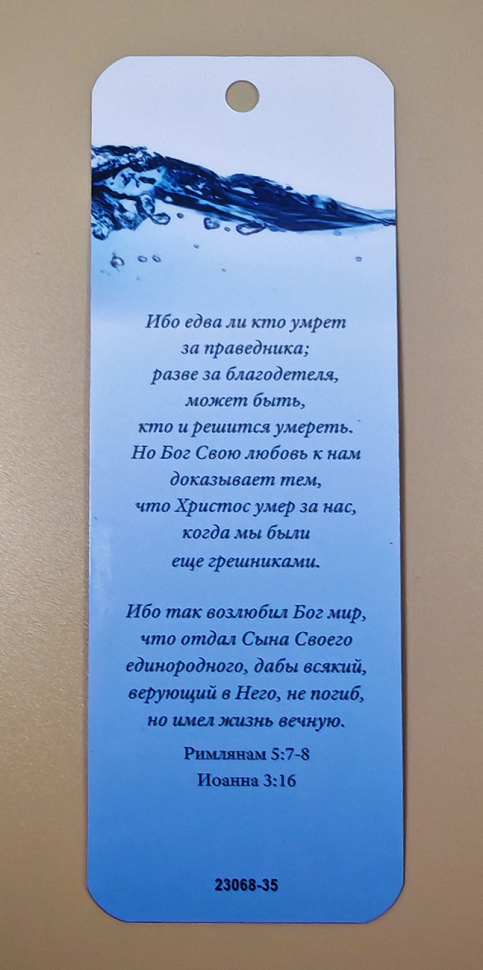 Ибо едва ли кто умрет
за праведника;
разве за благодетеля,
может быть,
кто и решится умереть.
Но Бог Свою любовь к нам
доказывает тем,
что Христос умер за нас,
когда мы были
еще грешниками.
Ибо так возлюбил Бог мир,
что отдал Сына Своего
единородного, дабы всякий,
верующий в Него, не погиб,
но имел жизнь вечную.
Римлянам 5:7-8
Иоанна 3:16
23068-35